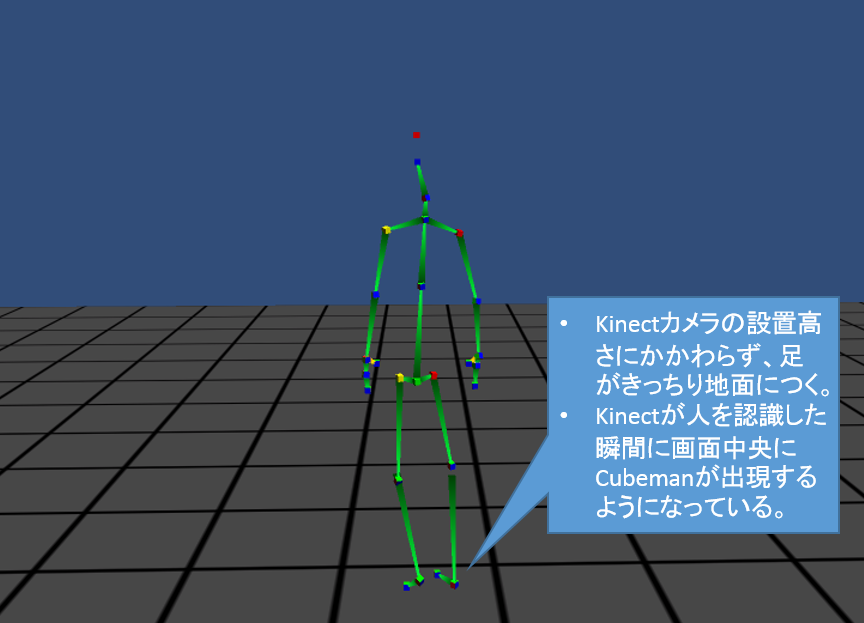 • Kinectカメラの設置高
さにかかわらず、足
がきっちり地面につく。
• Kinectが人を認識した
瞬間に画面中央に
Cubemanが出現する
ようになっている。